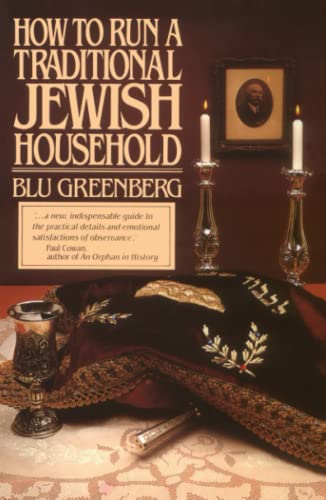 HOW TO RUN A
TRADITIONAL
JEWISH
HOUSEHOLD
BLU GREENBERG
'...a new, indispensable guide to
the practical details and emotional
satisfactions of observance.'
Paul Cowan,
author of An Orphan in History